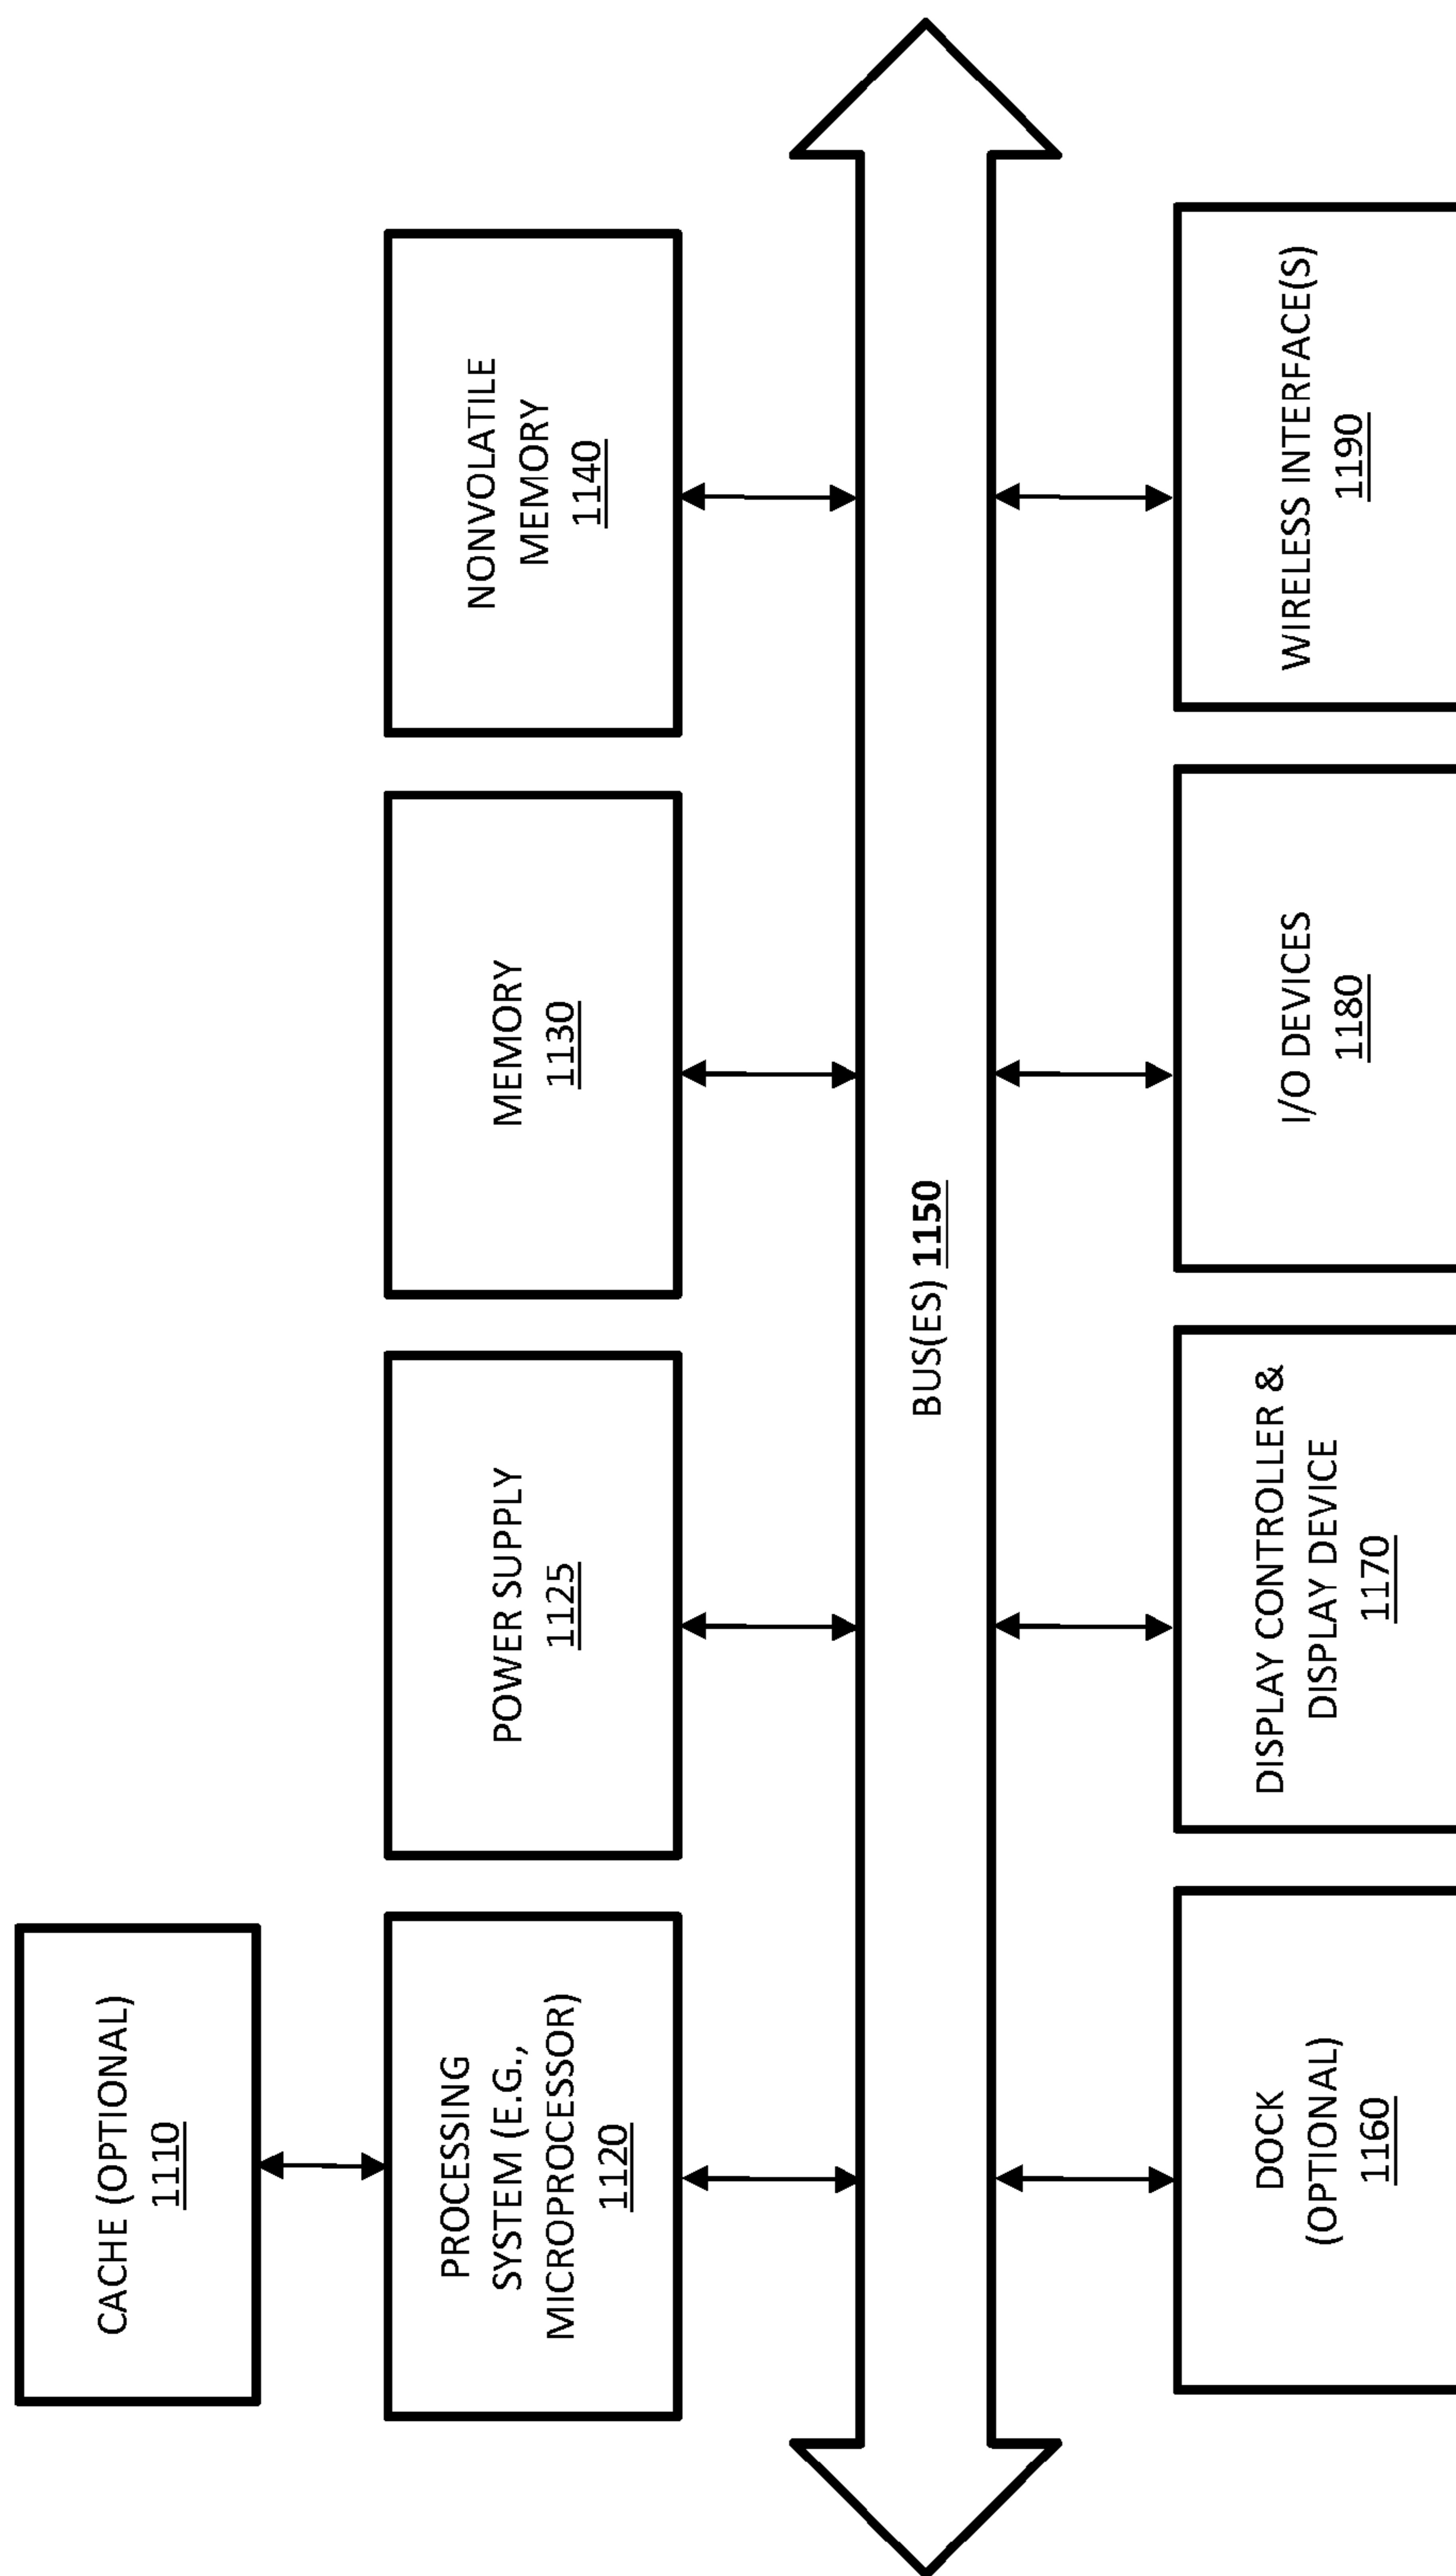 CACHE (OPTIONAL)
1110
PROCESSING
SYSTEM (E.G.,
MICROPROCESSOR)
1120
POWER SUPPLY
1125
MEMORY
1130
NONVOLATILE
MEMORY
1140
BUS(ES) 1150
DOCK
(OPTIONAL)
1160
DISPLAY CONTROLLER &
DISPLAY DEVICE
1170
I/O DEVICES
1180
WIRELESS INTERFACE(S)
1190